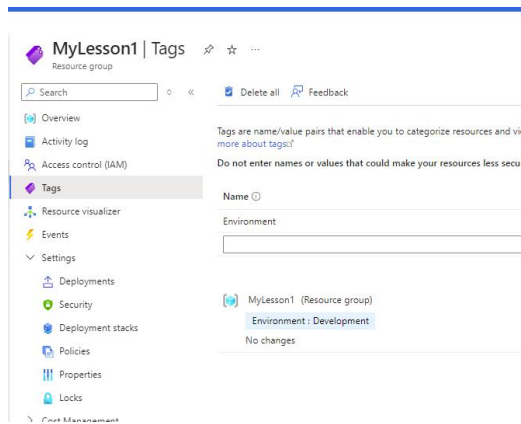 MyLesson1 | Tags
Resource group
Search
Delete all
Feedback
Overview
Activity log
Access control (IAM)
Tags
Resource visualizer
Events
Settings
Deployments
Security
Deployment stacks
Policies
Properties
Locks
Cost Management
Tags are name/value pairs that enable you to categorize resources and
more about tags
Do not enter names or values that could make your resources less
Name
Environment
MyLesson1 (Resource group)
Environment : Development
No changes